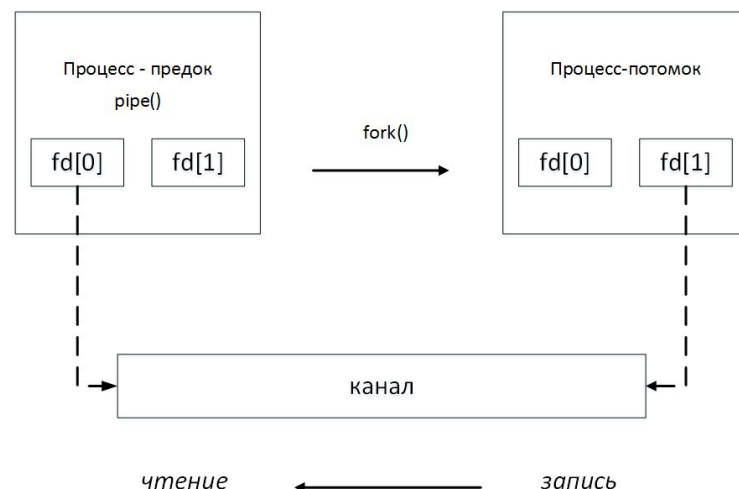 Процесс - предок
pipe()
fd[0]
fd[1]
fork()
Процесс-потомок
fd[0]
fd[1]
канал
чтение
запись